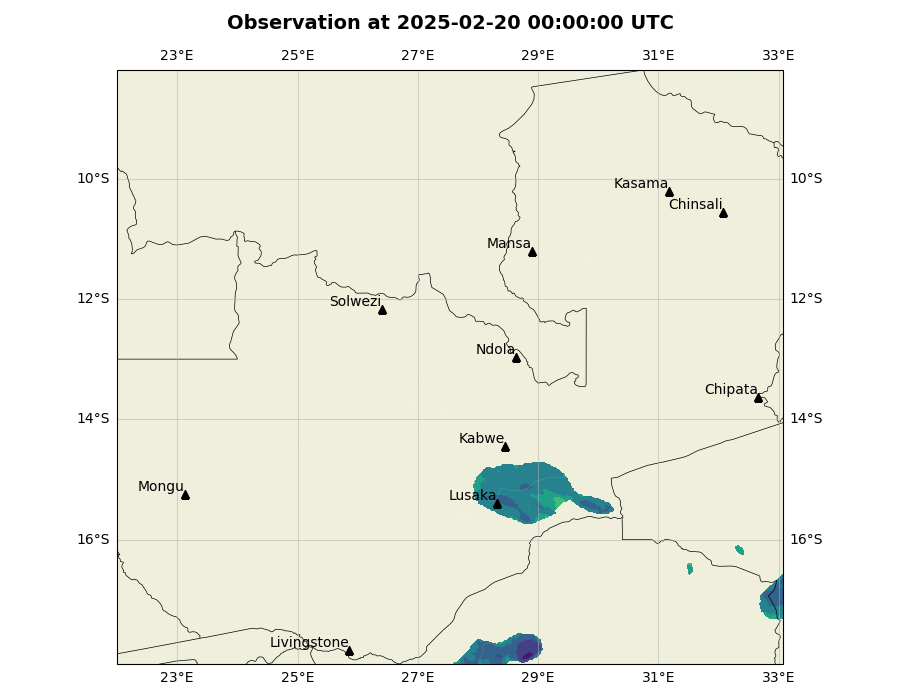 Observation at 2025-02-20 00:00:00 UTC
23°E 25°E 27°E 29°E 31°E 33°E
10°S 10°S
Kasama
Chinsali
Mansa
12°S 12°S
Solwezi
Ndola
Chipata
14°S 14°S
Kabwe
Mongu
Lusaka
16°S 16°S
Livingstone
23°E 25°E 27°E 29°E 31°E 33°E